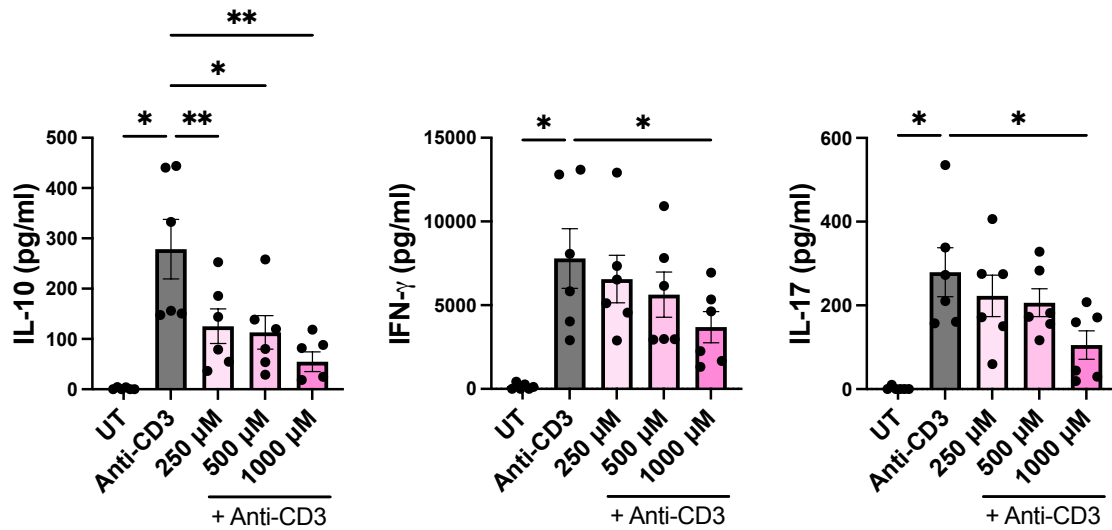 **
*
* **
IL-10 (pg/ml)
500
400
300
200
100
0
UT
Anti-CD3
250 µM
500 µM
1000 µM
+ Anti-CD3
* *
IFN-γ (pg/ml)
15000
10000
5000
0
UT
Anti-CD3
250 µM
500 µM
1000 µM
+ Anti-CD3
* *
IL-17 (pg/ml)
600
400
200
0
UT
Anti-CD3
250 µM
500 µM
1000 µM
+ Anti-CD3